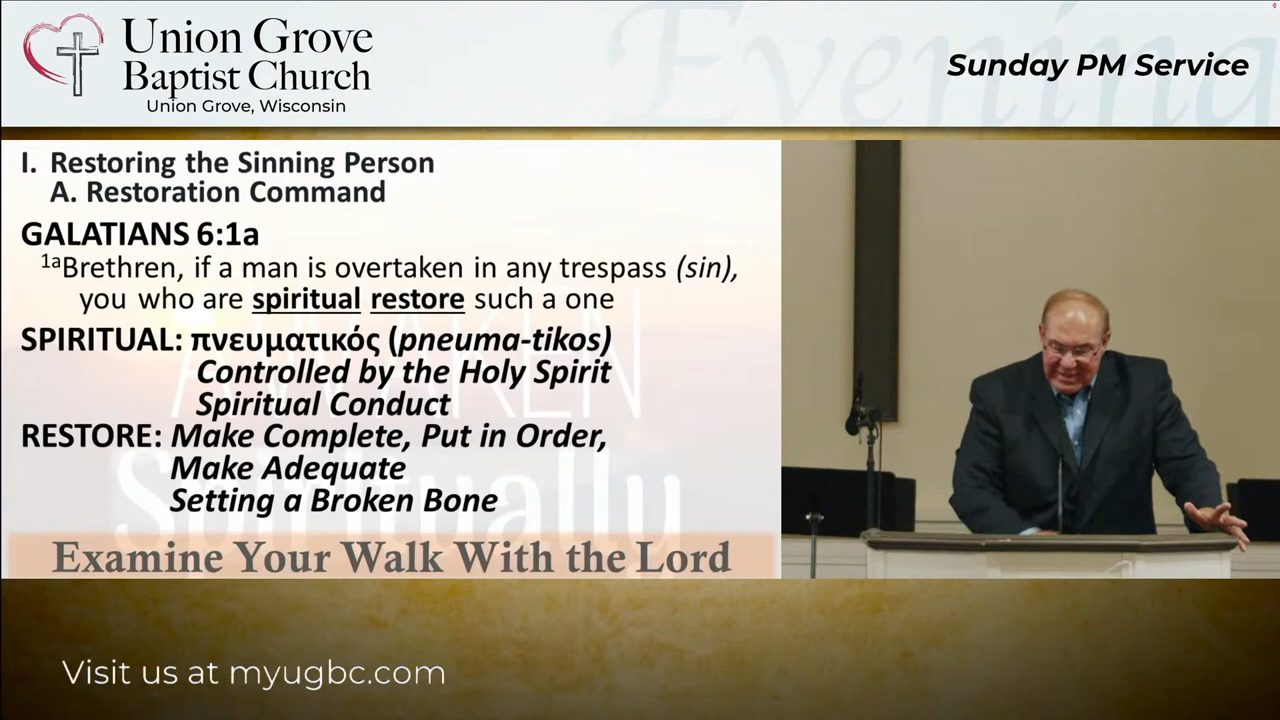 Union Grove
Baptist Church
Union Grove, Wisconsin
Evening
Sunday PM Service
I. Restoring the Sinning Person
A. Restoration Command
GALATIANS 6:1a
1aBrethren, if a man is overtaken in any trespass (sin),
you who are spiritual restore such a one
SPIRITUAL: πνευματικός (pneuma-tikos)
Controlled by the Holy Spirit
Spiritual Conduct
RESTORE: Make Complete, Put in Order,
Make Adequate
Setting a Broken Bone
AWAKEN
Spiritually
Examine Your Walk With the Lord
Visit us at myugbc.com